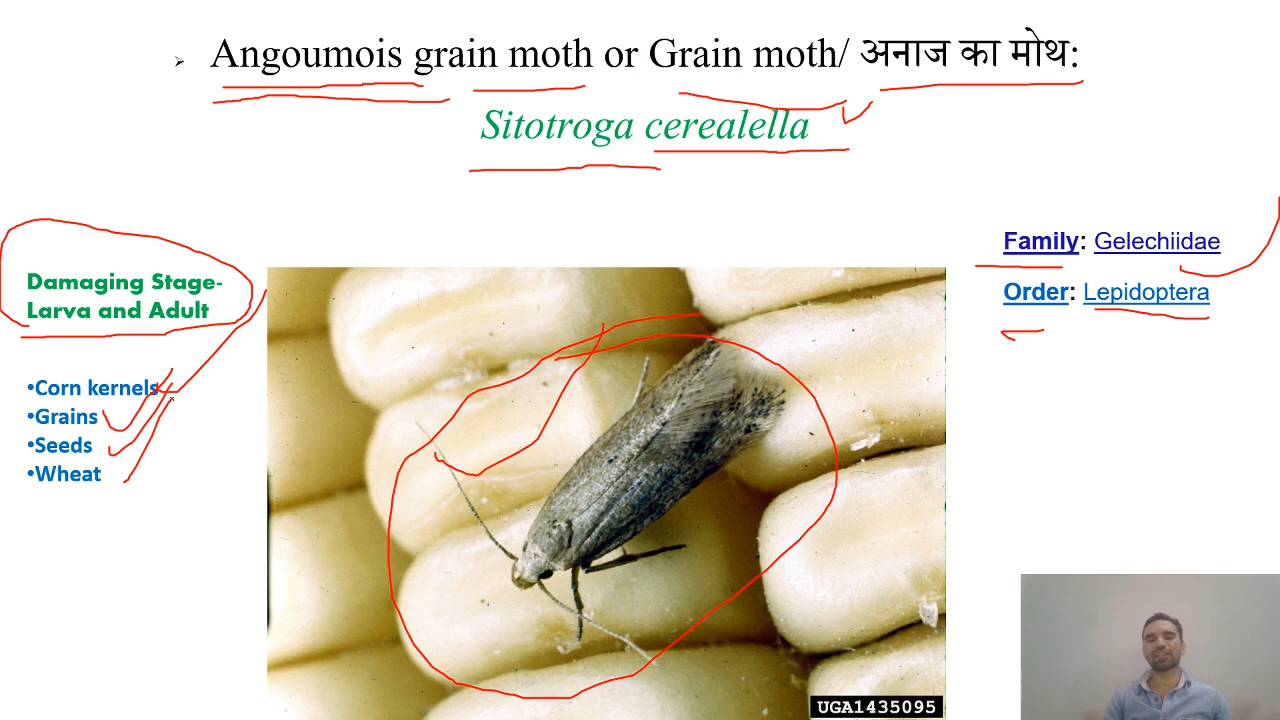 ➢ Angoumois grain moth or Grain moth/ अनाज का मोथ:
Sitotroga cerealella
Damaging Stage-
Larva and Adult
•Corn kernels
•Grains
•Seeds
•Wheat
Family: Gelechiidae
Order: Lepidoptera
UGA1435095